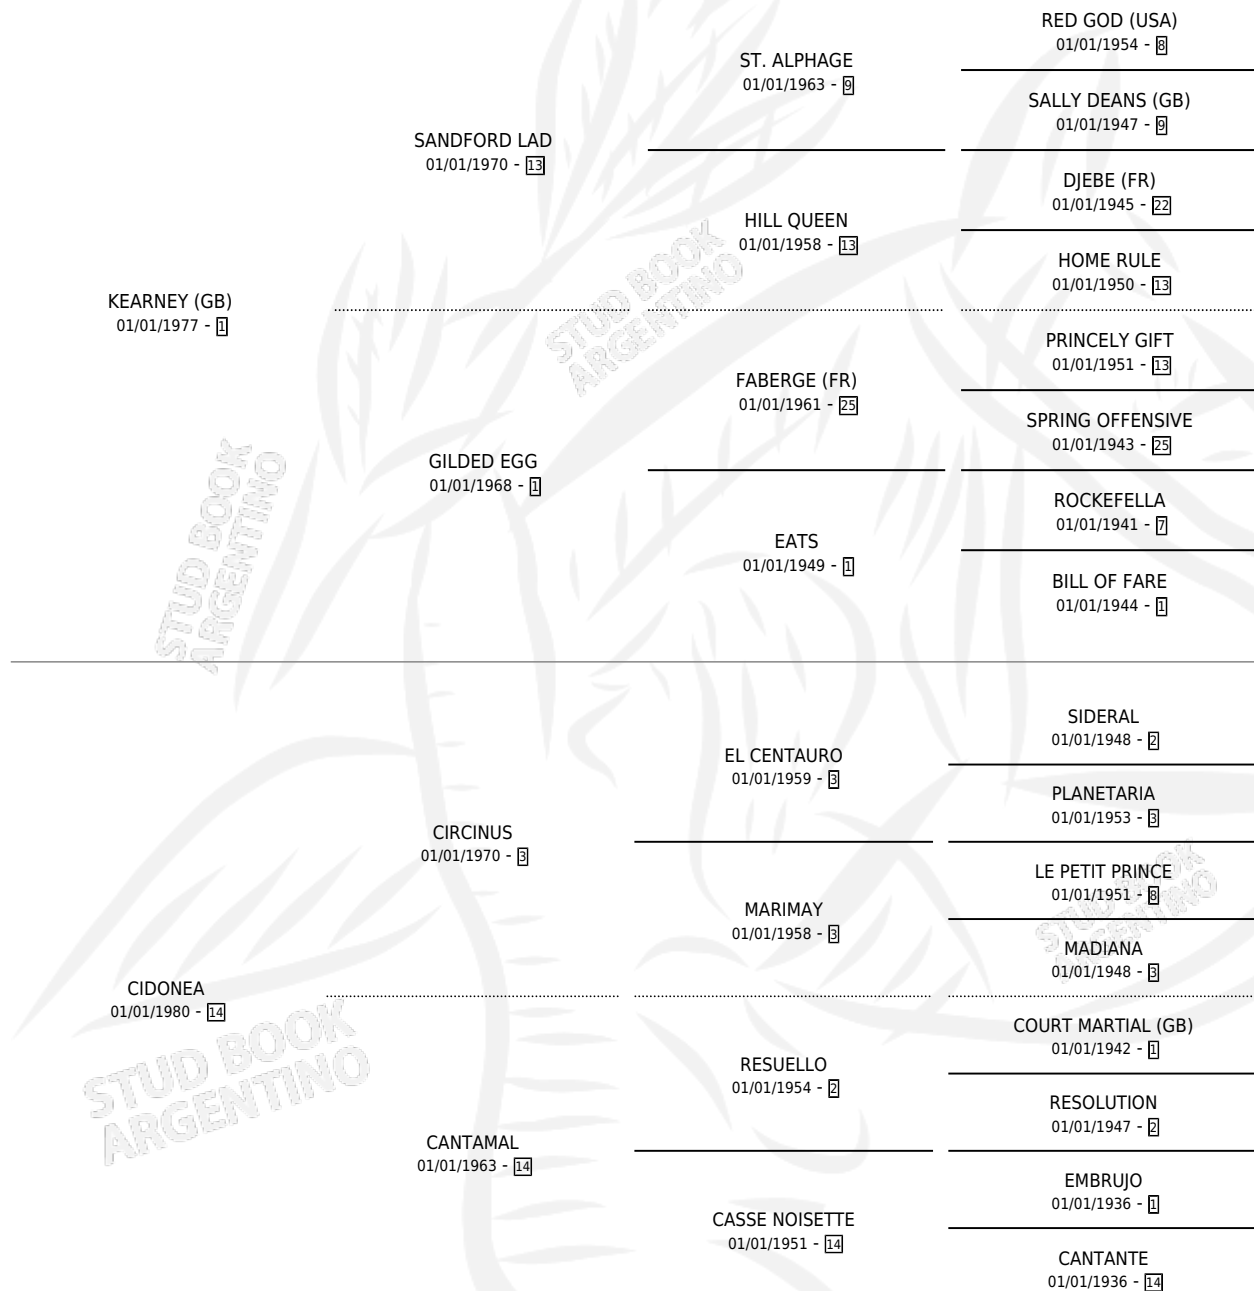 RED GOD (USA)
01/01/1954 - 8
ST. ALPHAGE
01/01/1963 - 9
SALLY DEANS (GB)
01/01/1947 - 9
SANDFORD LAD
01/01/1970 - 13
DJEBE (FR)
01/01/1945 - 22
HILL QUEEN
01/01/1958 - 13
HOME RULE
01/01/1950 - 13
KEARNEY (GB)
01/01/1977 - 1
PRINCELY GIFT
01/01/1951 - 13
FABERGE (FR)
01/01/1961 - 25
SPRING OFFENSIVE
01/01/1943 - 25
GILDED EGG
01/01/1968 - 1
ROCKEFELLA
01/01/1941 - 7
EATS
01/01/1949 - 1
BILL OF FARE
01/01/1944 - 1
SIDERAL
01/01/1948 - 2
EL CENTAURO
01/01/1959 - 3
PLANETARIA
01/01/1953 - 3
CIRCINUS
01/01/1970 - 3
LE PETIT PRINCE
01/01/1951 - 8
MARIMAY
01/01/1958 - 3
MADIANA
01/01/1948 - 3
CIDONEA
01/01/1980 - 14
COURT MARTIAL (GB)
01/01/1942 - 1
RESUELLO
01/01/1954 - 2
RESOLUTION
01/01/1947 - 2
CANTAMAL
01/01/1963 - 14
EMBRUJO
01/01/1936 - 1
CASSE NOISETTE
01/01/1951 - 14
CANTANTE
01/01/1936 - 14
STUD BOOK
ARGENTINO
STUD BOOK
ARGENTINO
STUD BOOK
ARGENTINO
STUD BOOK
ARGENTINO